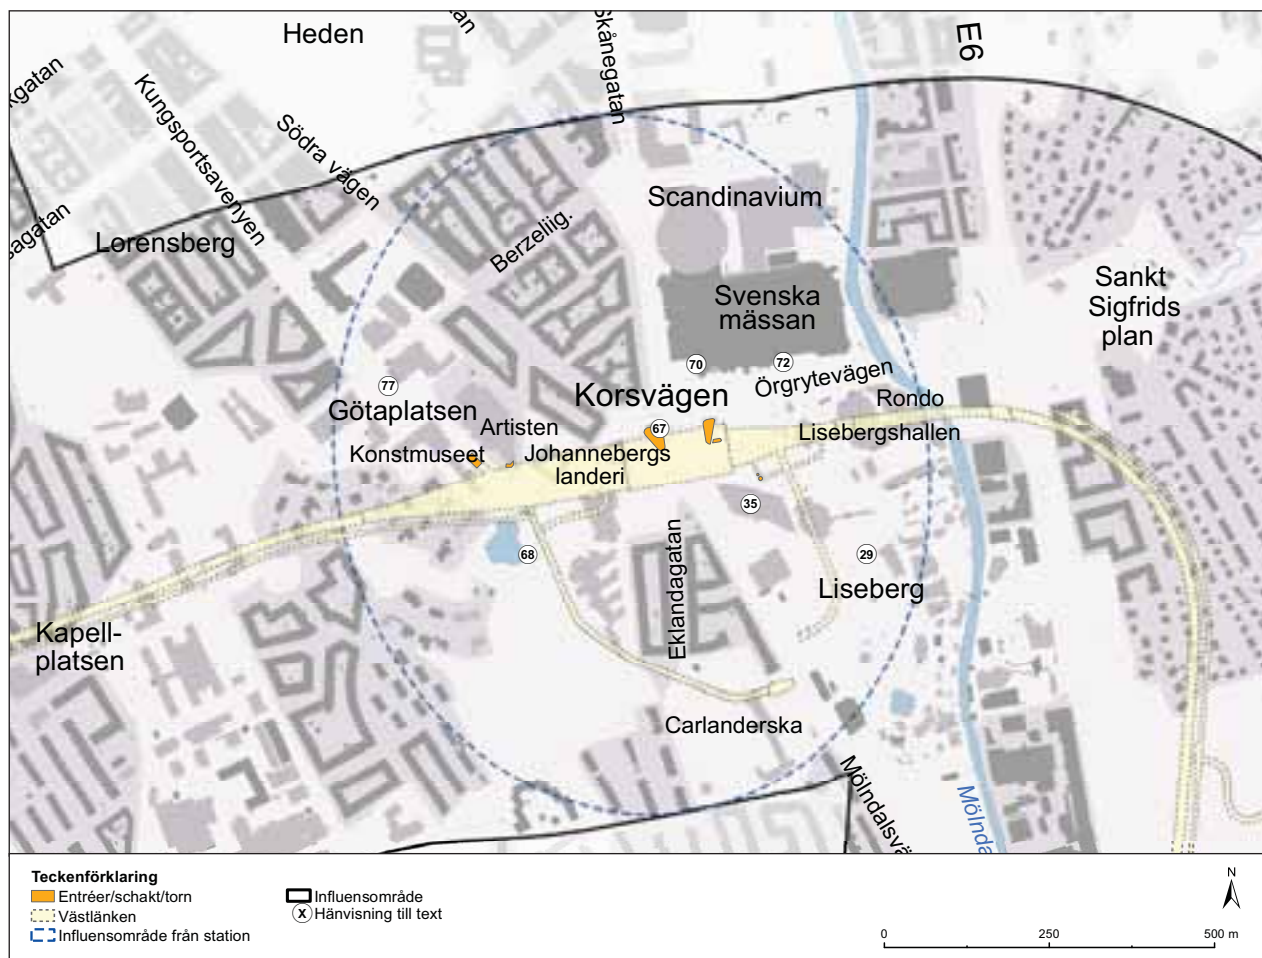 Heden
Skånegatan
E6
Kungsportsavenyen
Södra vägen
Scandinavium
Berzeliig.
Lorensberg
Sankt
Sigfrids
plan
Svenska
mässan
70
72
77
Örgrytevägen
Korsvägen
Rondo
Götaplatsen
Artisten
67
Lisebergshallen
Konstmuseet
Johannebergs
landeri
35
68
Eklandagatan
29
Liseberg
Kapell-
platsen
Carlanderska
Mölndalsvä
Mölnda
Teckenförklaring
Entréer/schakt/torn
Västlänken
Influensområde från station
Influensområde
X Hänvisning till text
N
0 250 500 m